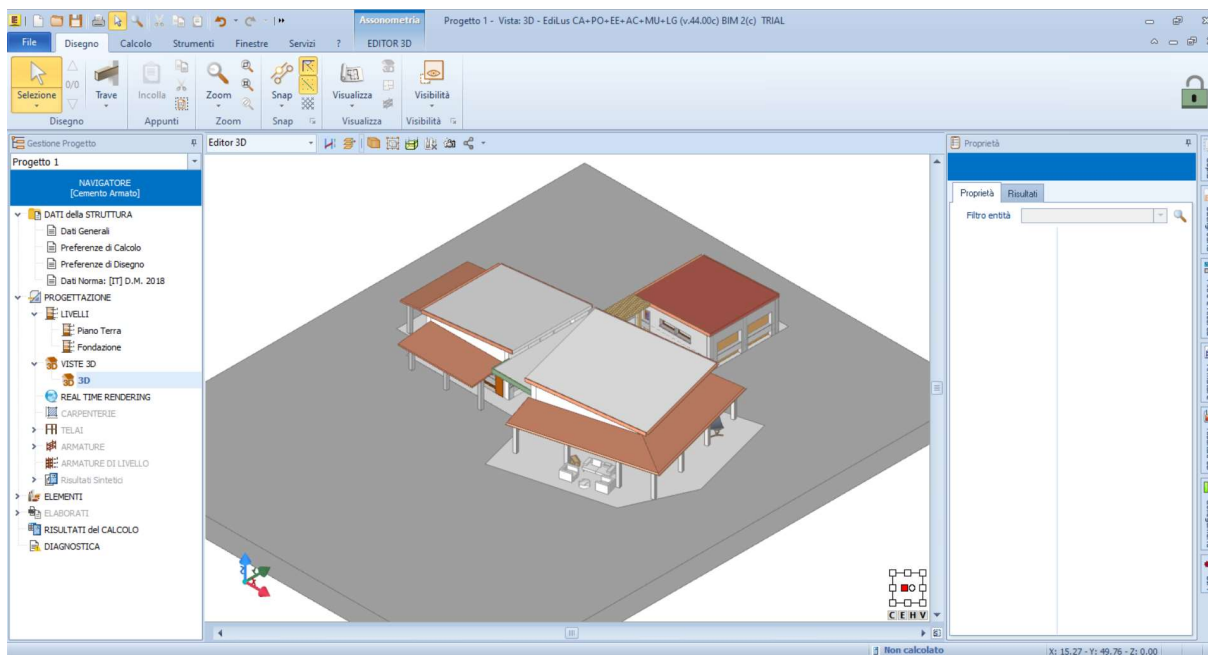 Assonometria
Progetto 1 - Vista: 3D - EdiLus CA+PO+EE+AC+MU+LG (v.44.00c) BIM 2(c) TRIAL
File Disegno Calcolo Strumenti Finestre Servizi ? EDITOR 3D
Selezione
0/0
Trave
Incolla
Zoom
Snap
Visualizza
Visibilità
Disegno Appunti Zoom Snap Visualizza Visibilità
Gestione Progetto
Editor 3D
Proprietà
Progetto 1
NAVIGATORE
[Cemento Armato]
Proprietà Risultati
Filtro entità
DATI della STRUTTURA
Dati Generali
Preferenze di Calcolo
Preferenze di Disegno
Dati Norma: [IT] D.M. 2018
PROGETTAZIONE
LIVELLI
Piano Terra
Fondazione
VISTE 3D
3D
REAL TIME RENDERING
CARPENTERIE
TELAI
ARMATURE
ARMATURE DI LIVELLO
Risultati Sintetici
ELEMENTI
ELABORATI
RISULTATI del CALCOLO
DIAGNOSTICA
C E H V
Non calcolato
X: 15.27 - Y: 49.76 - Z: 0.00